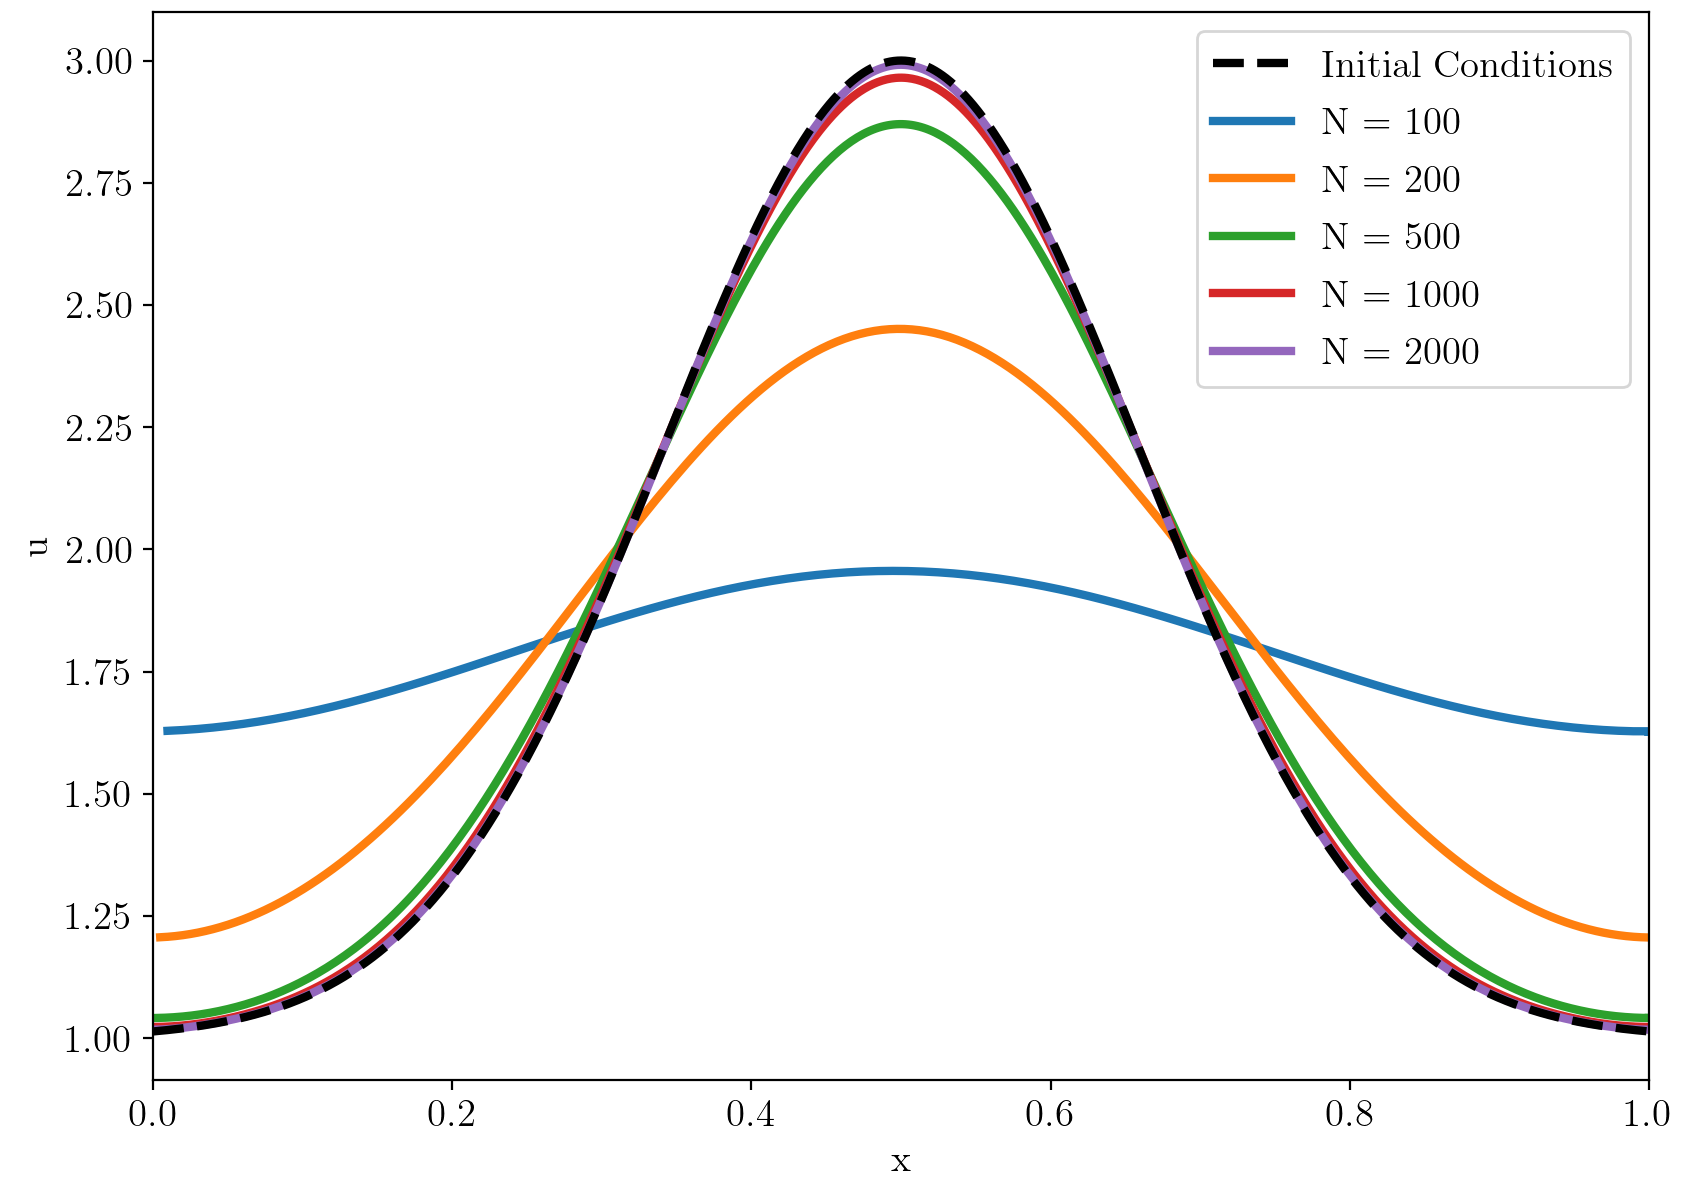 3.00
2.75
2.50
2.25
2.00
1.75
1.50
1.25
1.00
u
0.0 0.2 0.4 0.6 0.8 1.0
x
Initial Conditions
N = 100
N = 200
N = 500
N = 1000
N = 2000